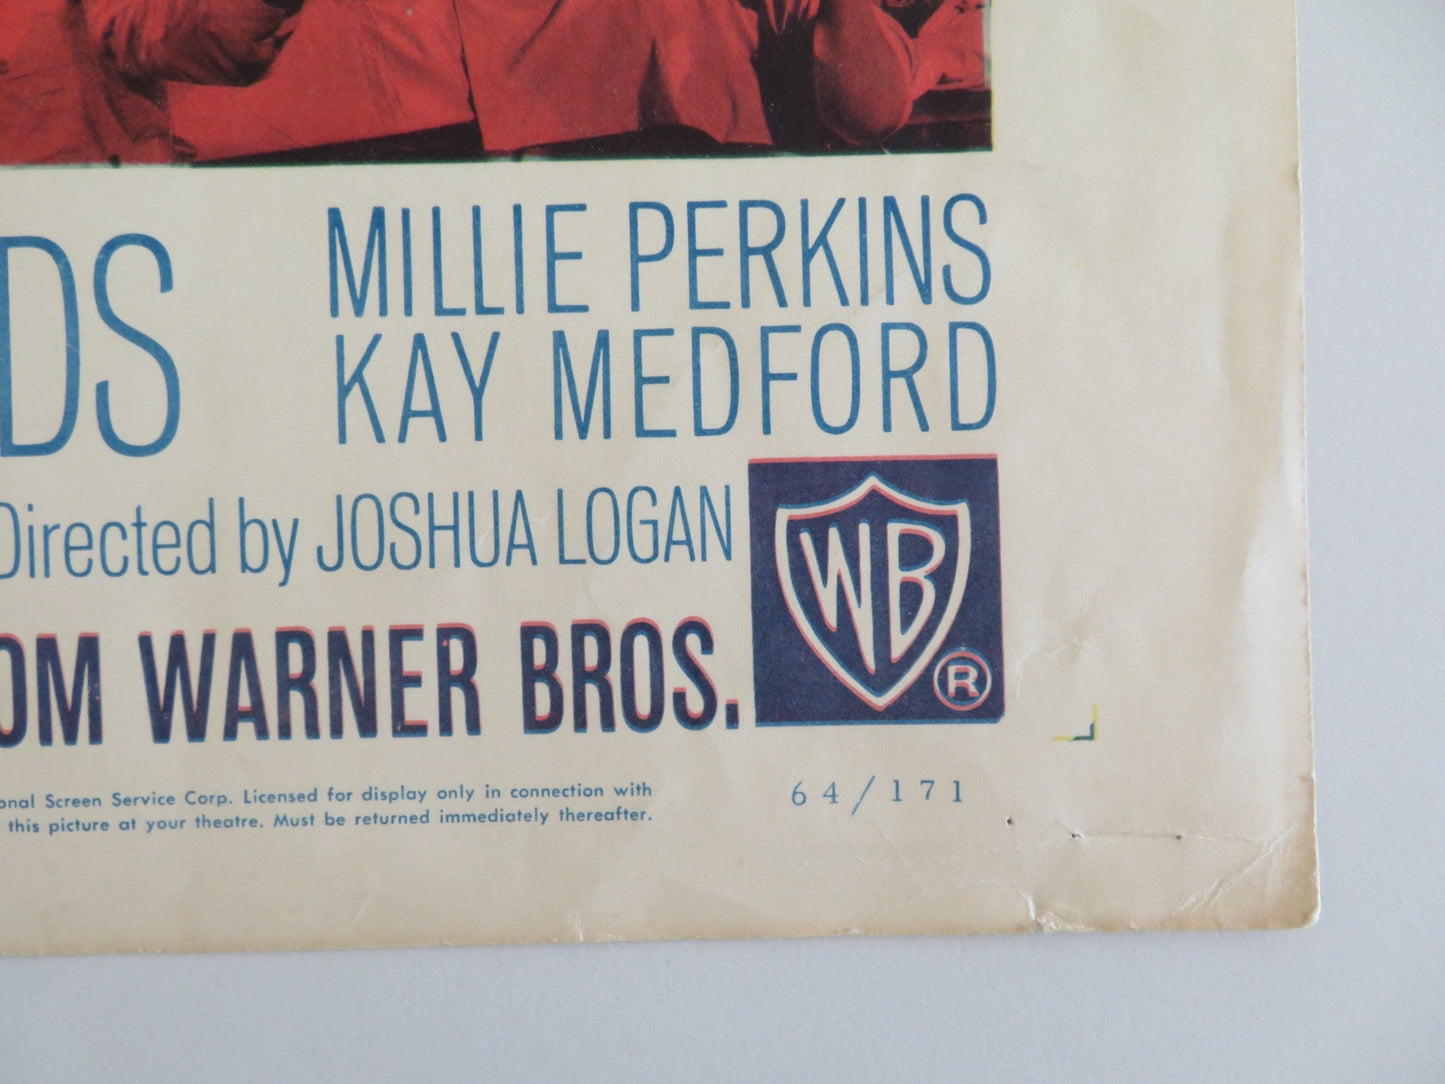 DS
MILLIE PERKINS
KAY MEDFORD
Directed by JOSHUA LOGAN
OM WARNER BROS.
WB
®
onal Screen Service Corp. Licensed for display only in connection with
this picture at your theatre. Must be returned immediately thereafter.
64/171